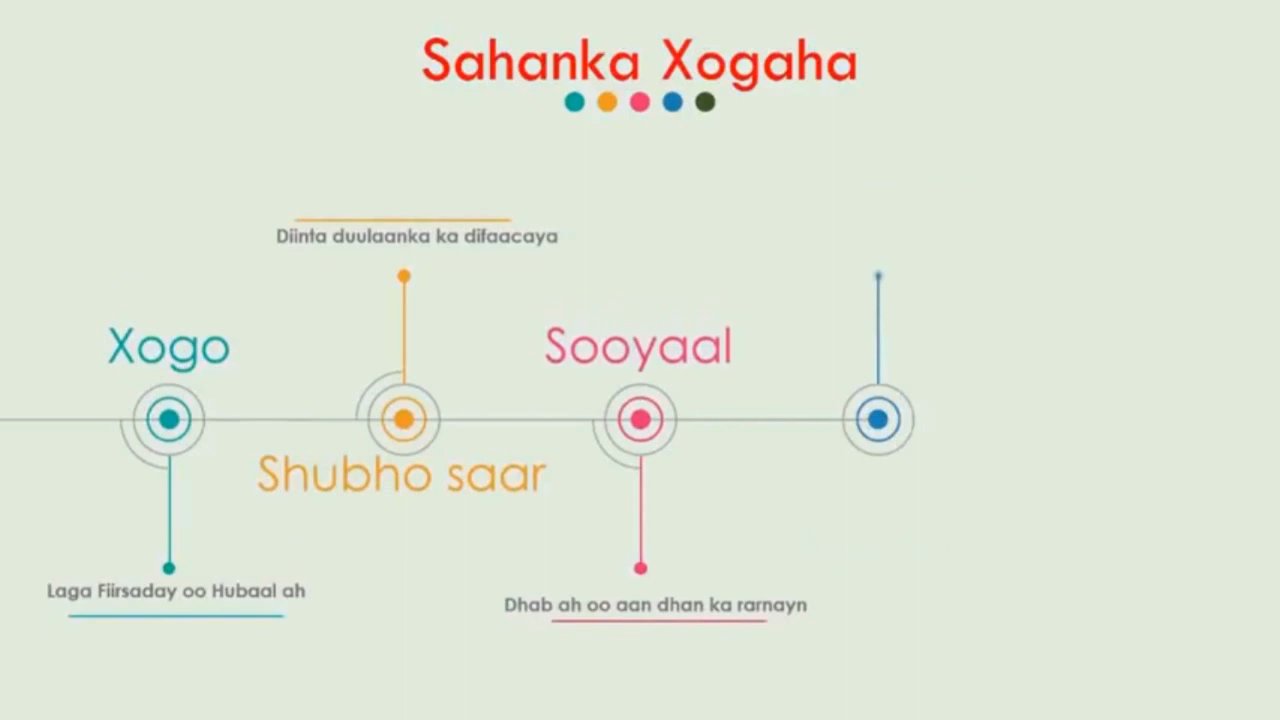 Sahanka Xogaha
Diinta duulaanka ka difaacaya
Xogo
Sooyaal
Shubho saar
Laga Fiirsaday oo Hubaal ah
Dhab ah oo aan dhan ka rarnayn